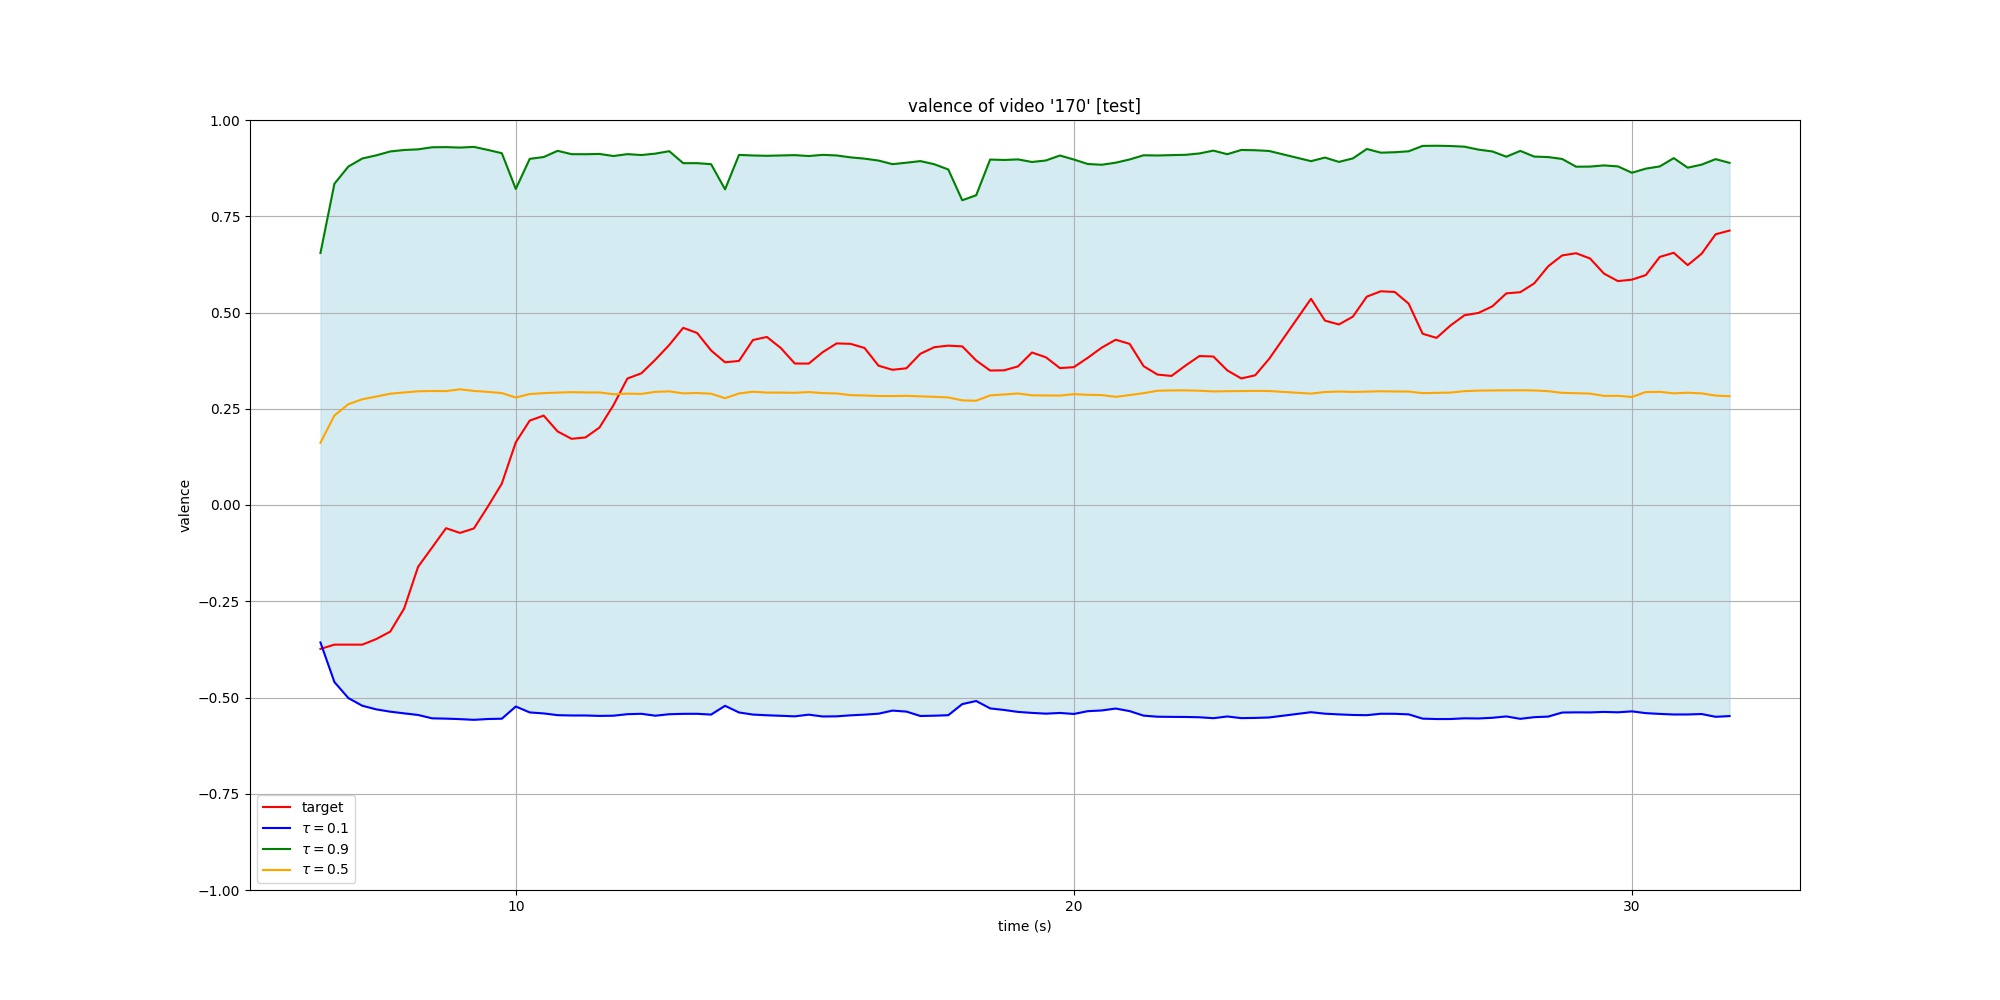 valence of video '170' [test]
1.00
0.75
0.50
0.25
0.00
−0.25
−0.50
−0.75
−1.00
valence
target
τ = 0.1
τ = 0.9
τ = 0.5
10
20
30
time (s)